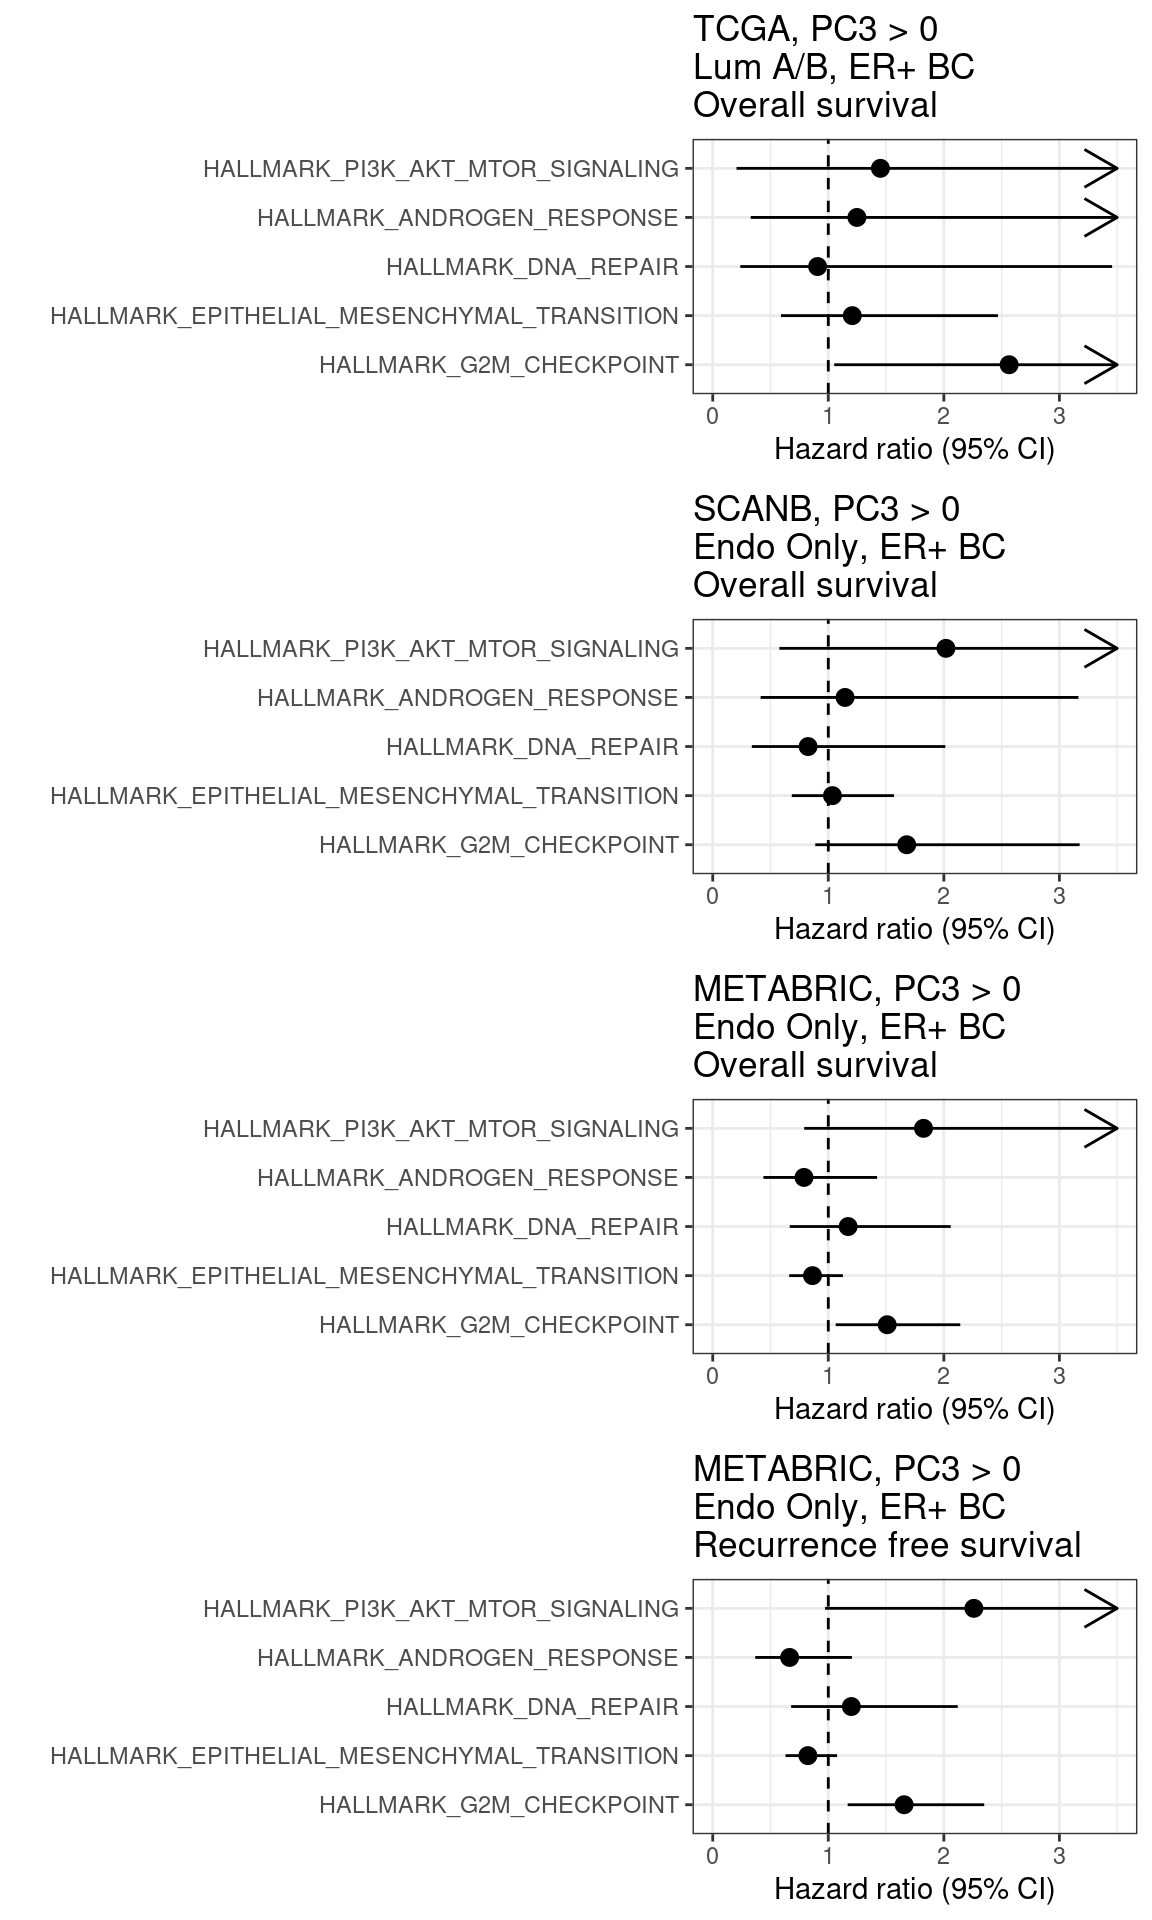 TCGA, PC3 > 0
Lum A/B, ER+ BC
Overall survival
HALLMARK_PI3K_AKT_MTOR_SIGNALING
HALLMARK_ANDROGEN_RESPONSE
HALLMARK_DNA_REPAIR
HALLMARK_EPITHELIAL_MESENCHYMAL_TRANSITION
HALLMARK_G2M_CHECKPOINT
0 1 2 3
Hazard ratio (95% CI)
SCANB, PC3 > 0
Endo Only, ER+ BC
Overall survival
HALLMARK_PI3K_AKT_MTOR_SIGNALING
HALLMARK_ANDROGEN_RESPONSE
HALLMARK_DNA_REPAIR
HALLMARK_EPITHELIAL_MESENCHYMAL_TRANSITION
HALLMARK_G2M_CHECKPOINT
0 1 2 3
Hazard ratio (95% CI)
METABRIC, PC3 > 0
Endo Only, ER+ BC
Overall survival
HALLMARK_PI3K_AKT_MTOR_SIGNALING
HALLMARK_ANDROGEN_RESPONSE
HALLMARK_DNA_REPAIR
HALLMARK_EPITHELIAL_MESENCHYMAL_TRANSITION
HALLMARK_G2M_CHECKPOINT
0 1 2 3
Hazard ratio (95% CI)
METABRIC, PC3 > 0
Endo Only, ER+ BC
Recurrence free survival
HALLMARK_PI3K_AKT_MTOR_SIGNALING
HALLMARK_ANDROGEN_RESPONSE
HALLMARK_DNA_REPAIR
HALLMARK_EPITHELIAL_MESENCHYMAL_TRANSITION
HALLMARK_G2M_CHECKPOINT
0 1 2 3
Hazard ratio (95% CI)